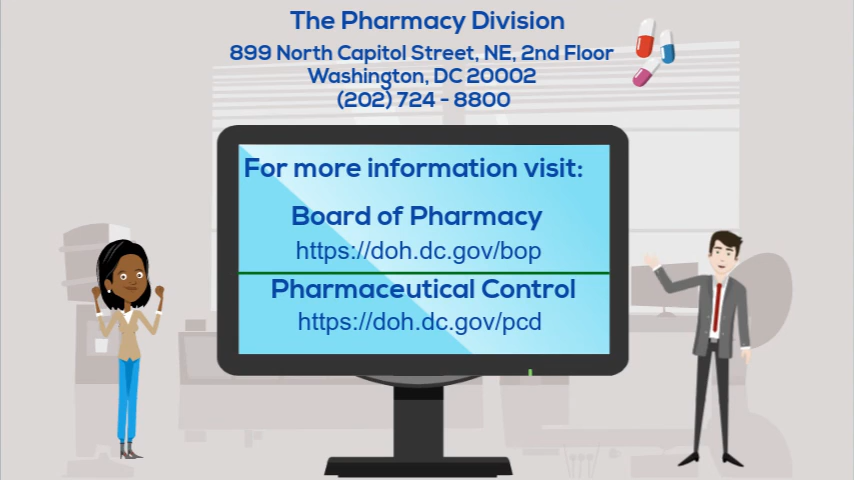 The Pharmacy Division
899 North Capitol Street, NE, 2nd Floor
Washington, DC 20002
(202) 724 - 8800
For more information visit:
Board of Pharmacy
https://doh.dc.gov/bop
Pharmaceutical Control
https://doh.dc.gov/pcd